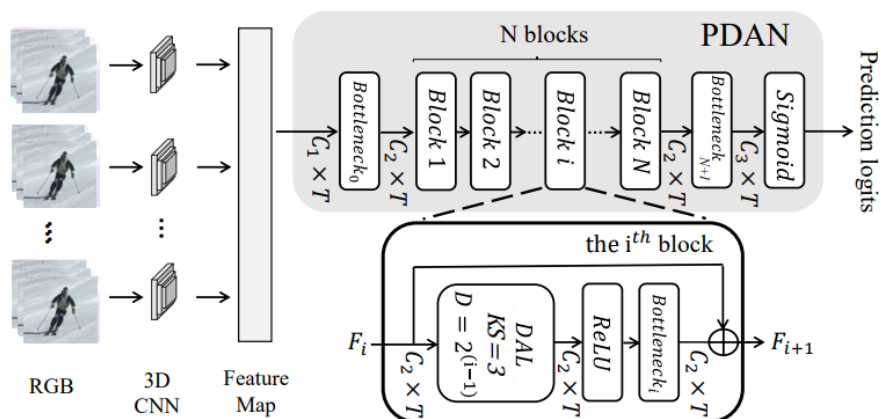 N blocks
PDAN
Bottleneck₀
Block 1
Block 2
Block i
Block N
Bottleneck N+1
Sigmoid
Prediction logits
C₁ × T
C₂ × T
C₂ × T
C₃ × T
the iᵗʰ block
Fᵢ
C₂ × T
DAL
KS = 3
D = 2⁽ⁱ⁻¹⁾
C₂ × T
ReLU
Bottleneckᵢ
C₂ × T
Fᵢ₊₁
RGB
3D
CNN
Feature
Map